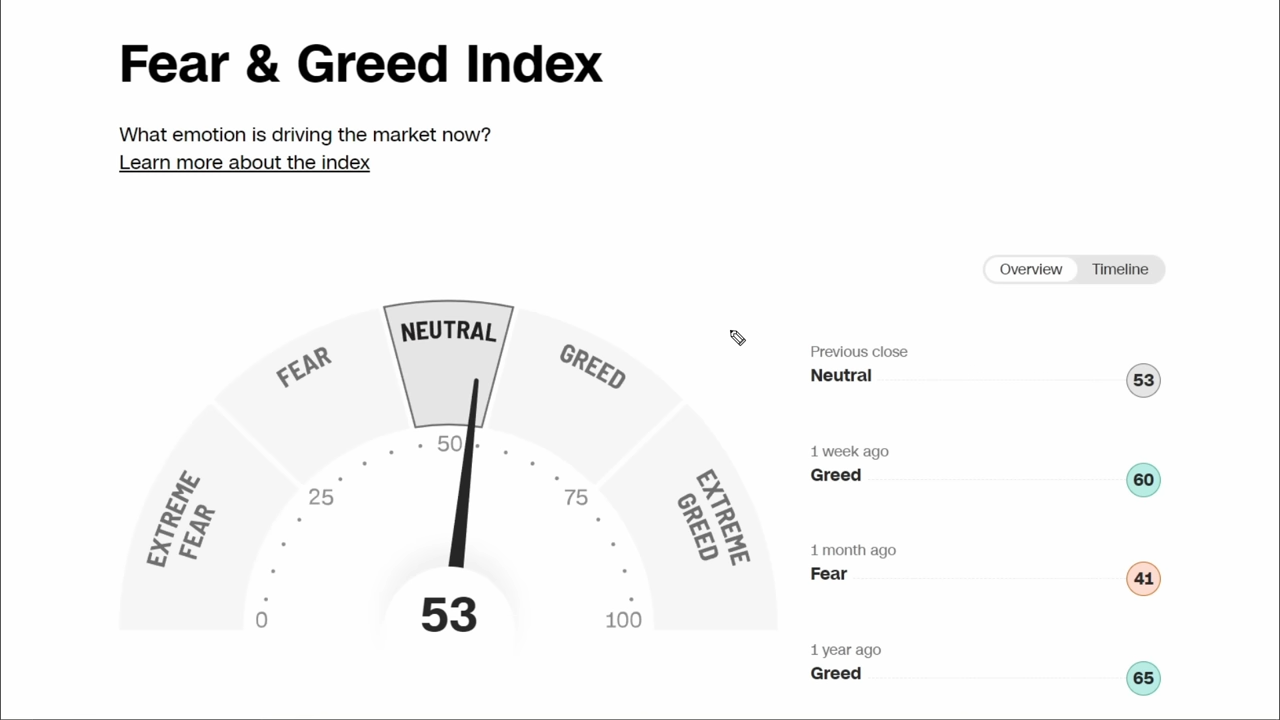 Fear & Greed Index
What emotion is driving the market now?
Learn more about the index
Overview
Timeline
EXTREME
FEAR
FEAR
NEUTRAL
GREED
EXTREME
GREED
0
25
50
75
100
53
Previous close
Neutral
53
1 week ago
Greed
60
1 month ago
Fear
41
1 year ago
Greed
65